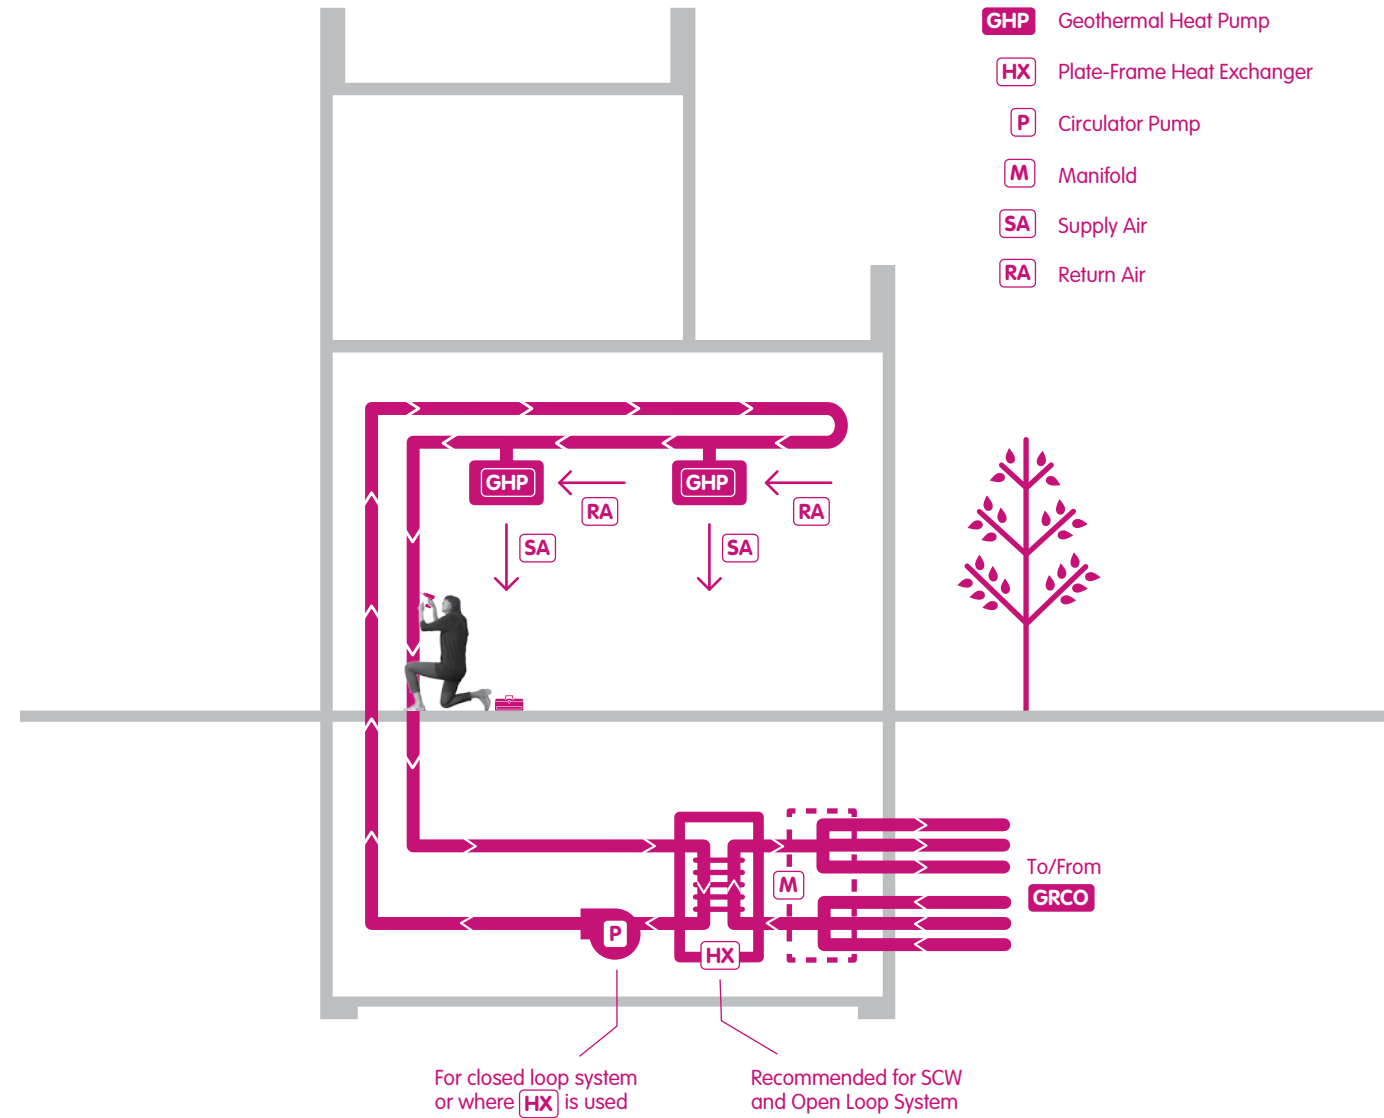 GHP Geothermal Heat Pump
HX Plate-Frame Heat Exchanger
P Circulator Pump
M Manifold
SA Supply Air
RA Return Air
GHP
RA
SA
GHP
RA
SA
M
To/From
GRCO
P
HX
For closed loop system
or where HX is used
Recommended for SCW
and Open Loop System